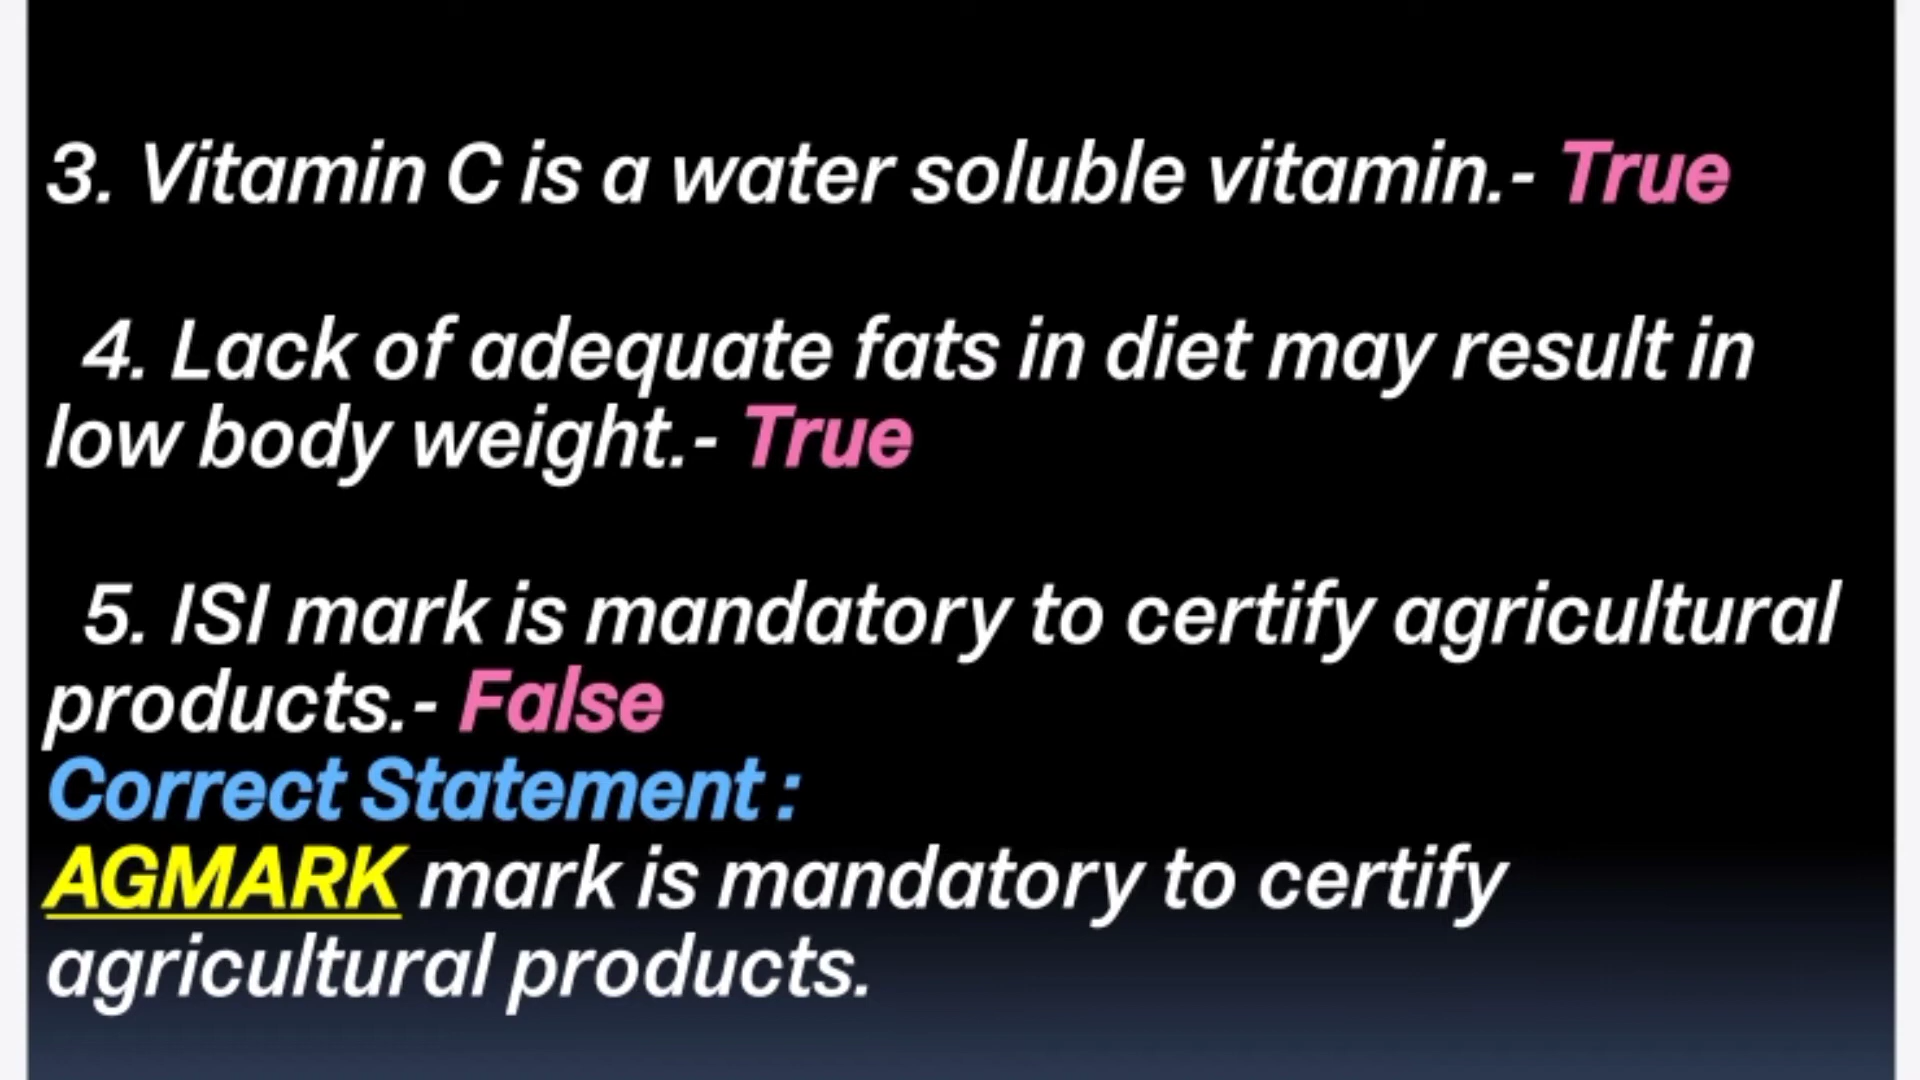 3. Vitamin C is a water soluble vitamin.- True
4. Lack of adequate fats in diet may result in
low body weight.- True
5. ISI mark is mandatory to certify agricultural
products.- False
Correct Statement :
AGMARK mark is mandatory to certify
agricultural products.